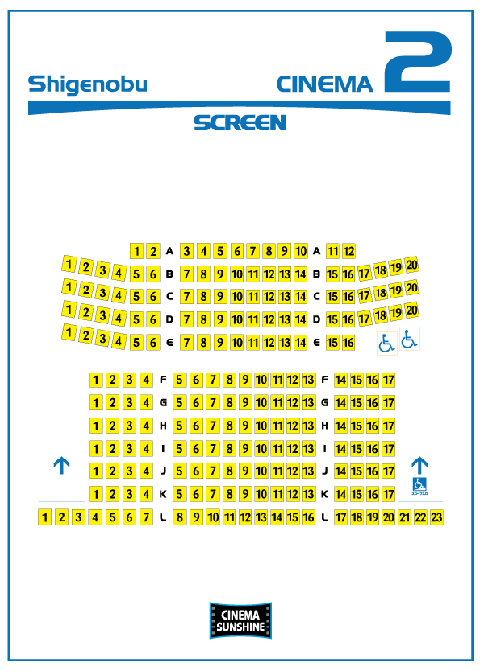 Shigenobu CINEMA 2
SCREEN
1 2 A 3 4 5 6 7 8 9 10 A 11 12
1 2 3 4 5 6 B 7 8 9 10 11 12 13 14 B 15 16 17 18 19 20
1 2 3 4 5 6 C 7 8 9 10 11 12 13 14 C 15 16 17 18 19 20
1 2 3 4 5 6 D 7 8 9 10 11 12 13 14 D 15 16 17 18 19 20
1 2 3 4 5 6 E 7 8 9 10 11 12 13 14 E 15 16
1 2 3 4 F 5 6 7 8 9 10 11 12 13 F 14 15 16 17
1 2 3 4 G 5 6 7 8 9 10 11 12 13 G 14 15 16 17
1 2 3 4 H 5 6 7 8 9 10 11 12 13 H 14 15 16 17
1 2 3 4 I 5 6 7 8 9 10 11 12 13 I 14 15 16 17
1 2 3 4 J 5 6 7 8 9 10 11 12 13 J 14 15 16 17
1 2 3 4 K 5 6 7 8 9 10 11 12 13 K 14 15 16 17
1 2 3 4 5 6 7 L 8 9 10 11 12 13 14 15 16 L 17 18 19 20 21 22 23
CINEMA
SUNSHINE